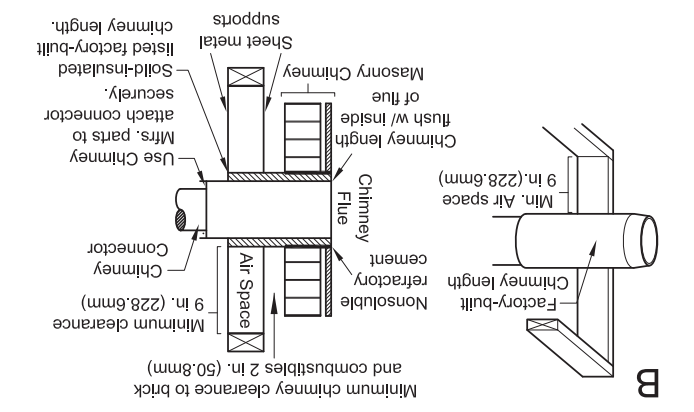 B
Minimum chimney clearance to brick
and combustibles 2 in. (50.8mm)
Factory-built
Chimney length
Min. Air space
9 in.(228.6mm)
Nonsoluble
refractory
cement
Air Space
Minimum clearance
9 in. (228.6mm)
Chimney
Connector
Chimney
Flue
Chimney length
flush w/ inside
of flue
Masonry Chimney
Use Chimney
Mfrs. parts to
attach connector
securely.
Soild-insulated
listed factory-built
chimney length.
Sheet metal
supports